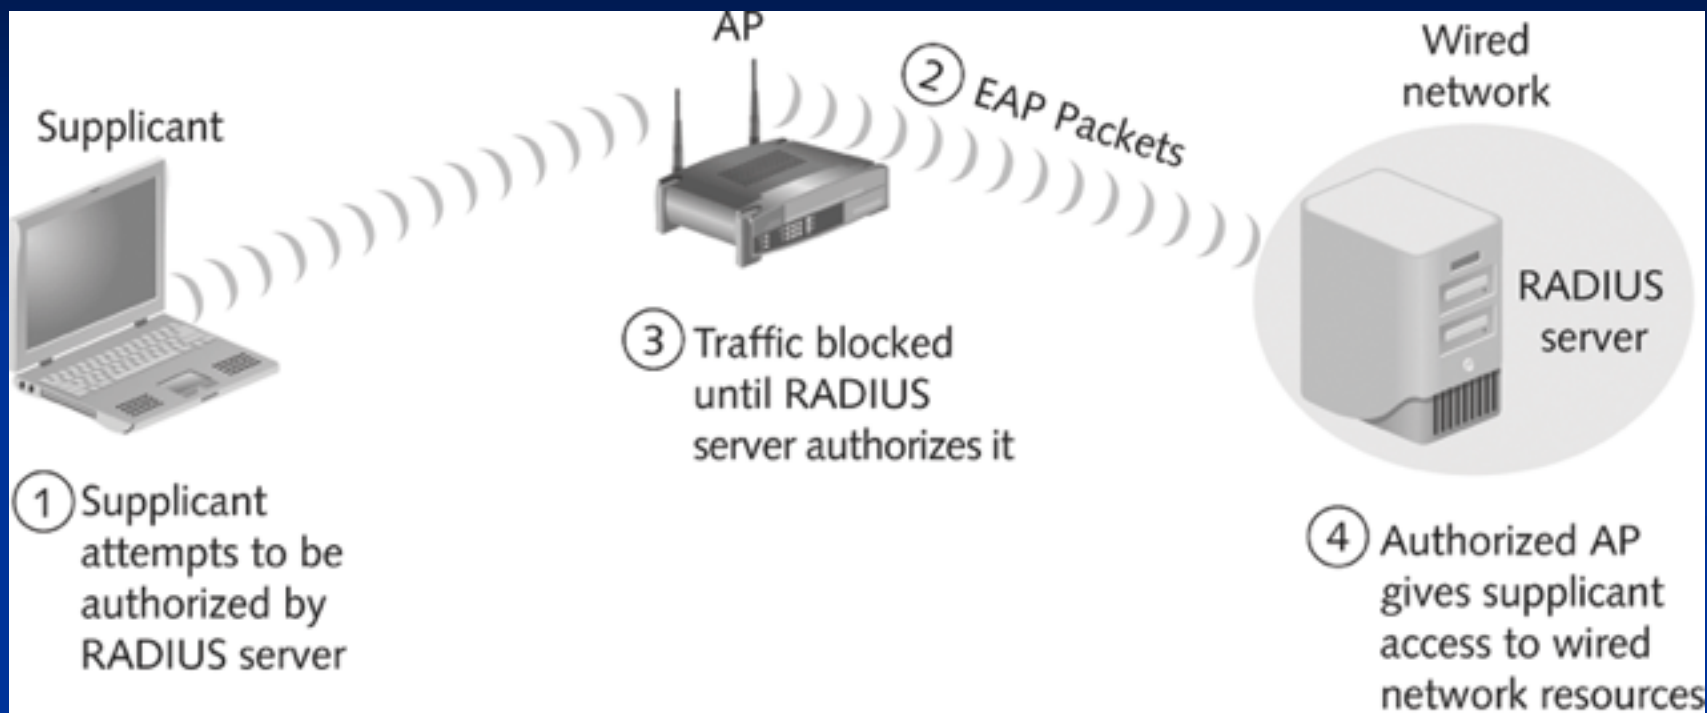 AP
2 EAP Packets
Wired
network
Supplicant
RADIUS
server
3 Traffic blocked
until RADIUS
server authorizes it
1 Supplicant
attempts to be
authorized by
RADIUS server
4 Authorized AP
gives supplicant
access to wired
network resources